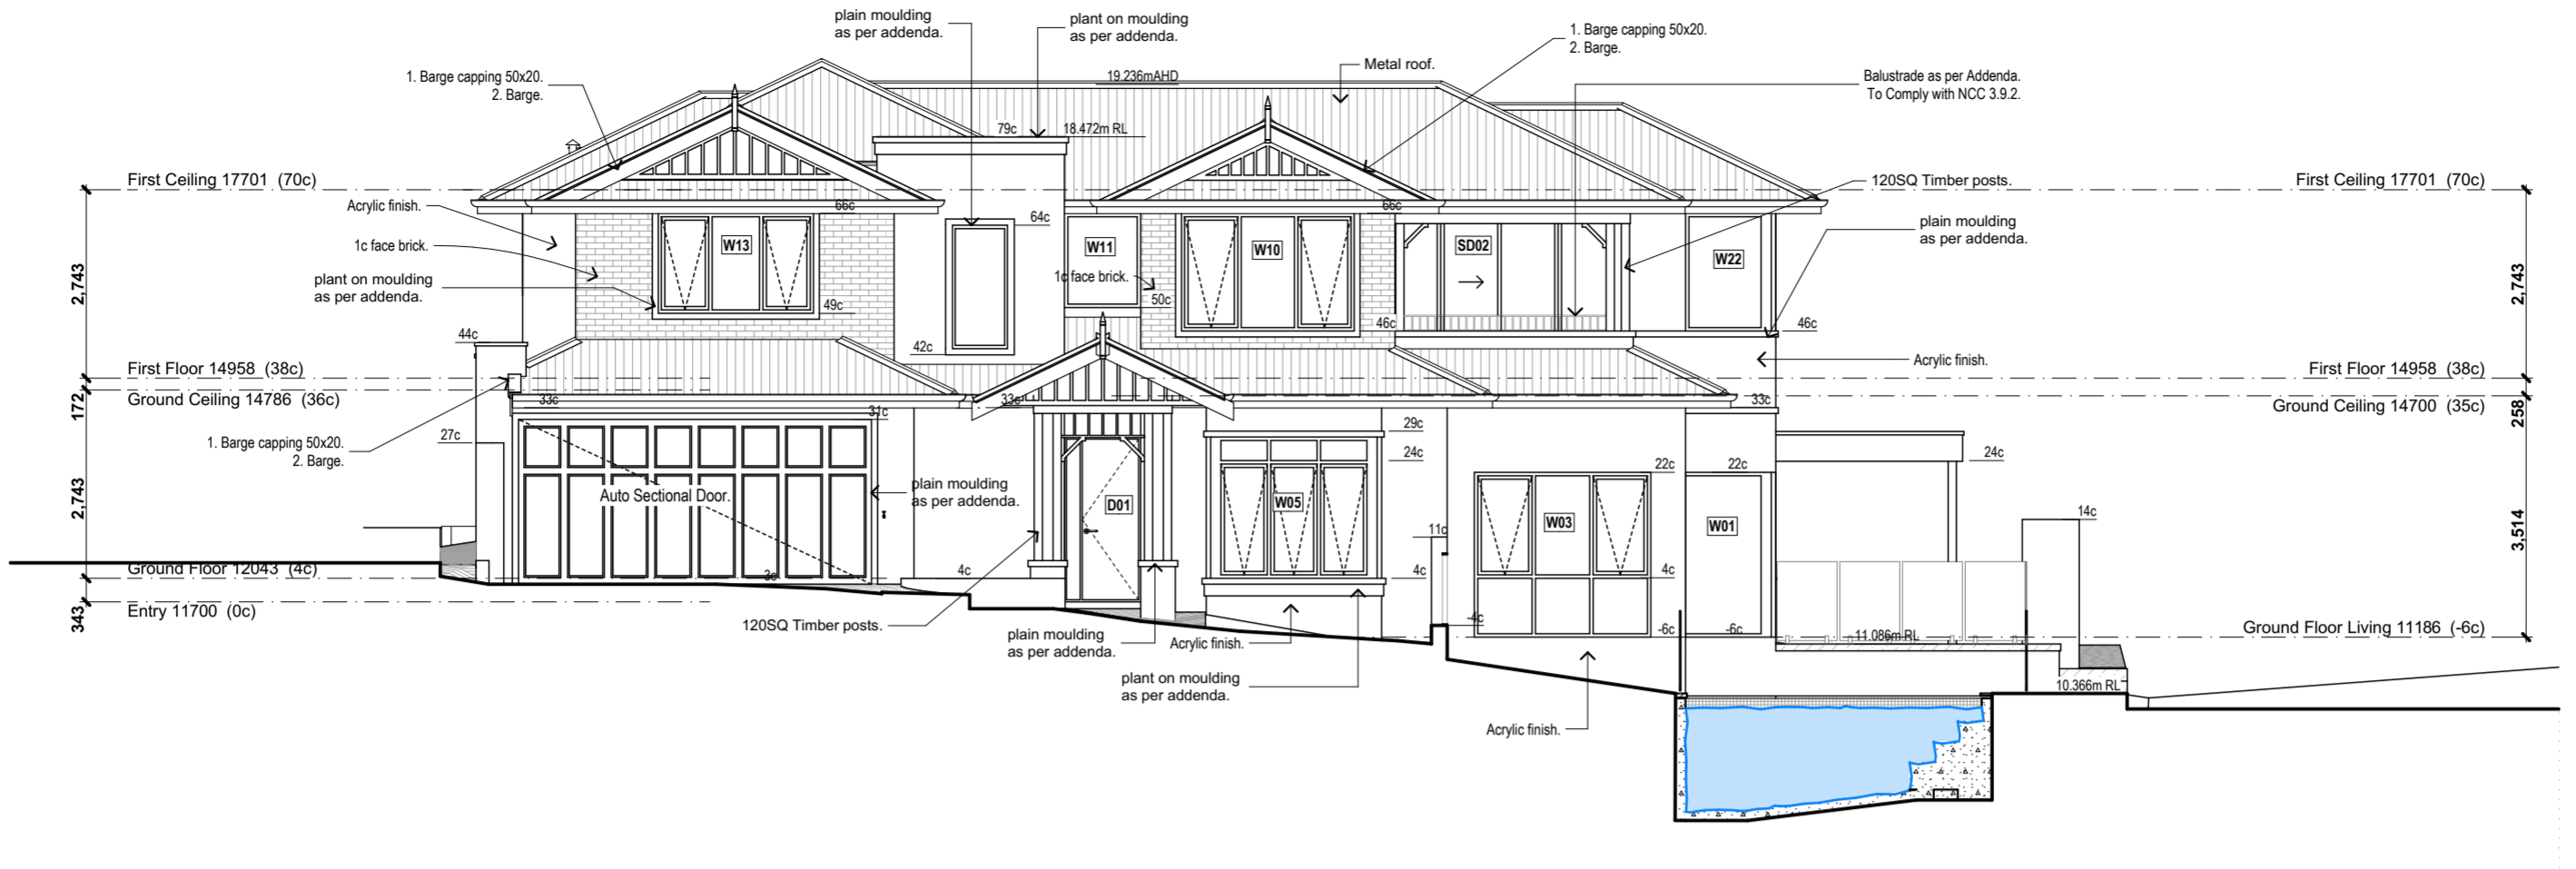 plain moulding
as per addenda.
plant on moulding
as per addenda.
1. Barge capping 50x20.
2. Barge.
Metal roof.
1. Barge capping 50x20.
2. Barge.
19.236mAHD
Balustrade as per Addenda.
To Comply with NCC 3.9.2.
79c
18.472m RL
First Ceiling 17701 (70c)
First Ceiling 17701 (70c)
120SQ Timber posts.
Acrylic finish.
66c
64c
66c
plain moulding
as per addenda.
1c face brick.
W13
W11
W10
SD02
W22
1c face brick.
plant on moulding
as per addenda.
2,743
2,743
49c
50c
46c
46c
44c
42c
Acrylic finish.
First Floor 14958 (38c)
First Floor 14958 (38c)
172
Ground Ceiling 14786 (36c)
33c
31c
33c
33c
Ground Ceiling 14700 (35c)
258
29c
27c
1. Barge capping 50x20.
2. Barge.
24c
24c
22c
22c
2,743
Auto Sectional Door.
plain moulding
as per addenda.
D01
W05
W03
W01
14c
3,514
11c
Ground Floor 12043 (4c)
3c
4c
4c
4c
343
Entry 11700 (0c)
120SQ Timber posts.
-4c
-6c
-6c
11.086m RL
Ground Floor Living 11186 (-6c)
plain moulding
as per addenda.
Acrylic finish.
plant on moulding
as per addenda.
10.366m RL
Acrylic finish.